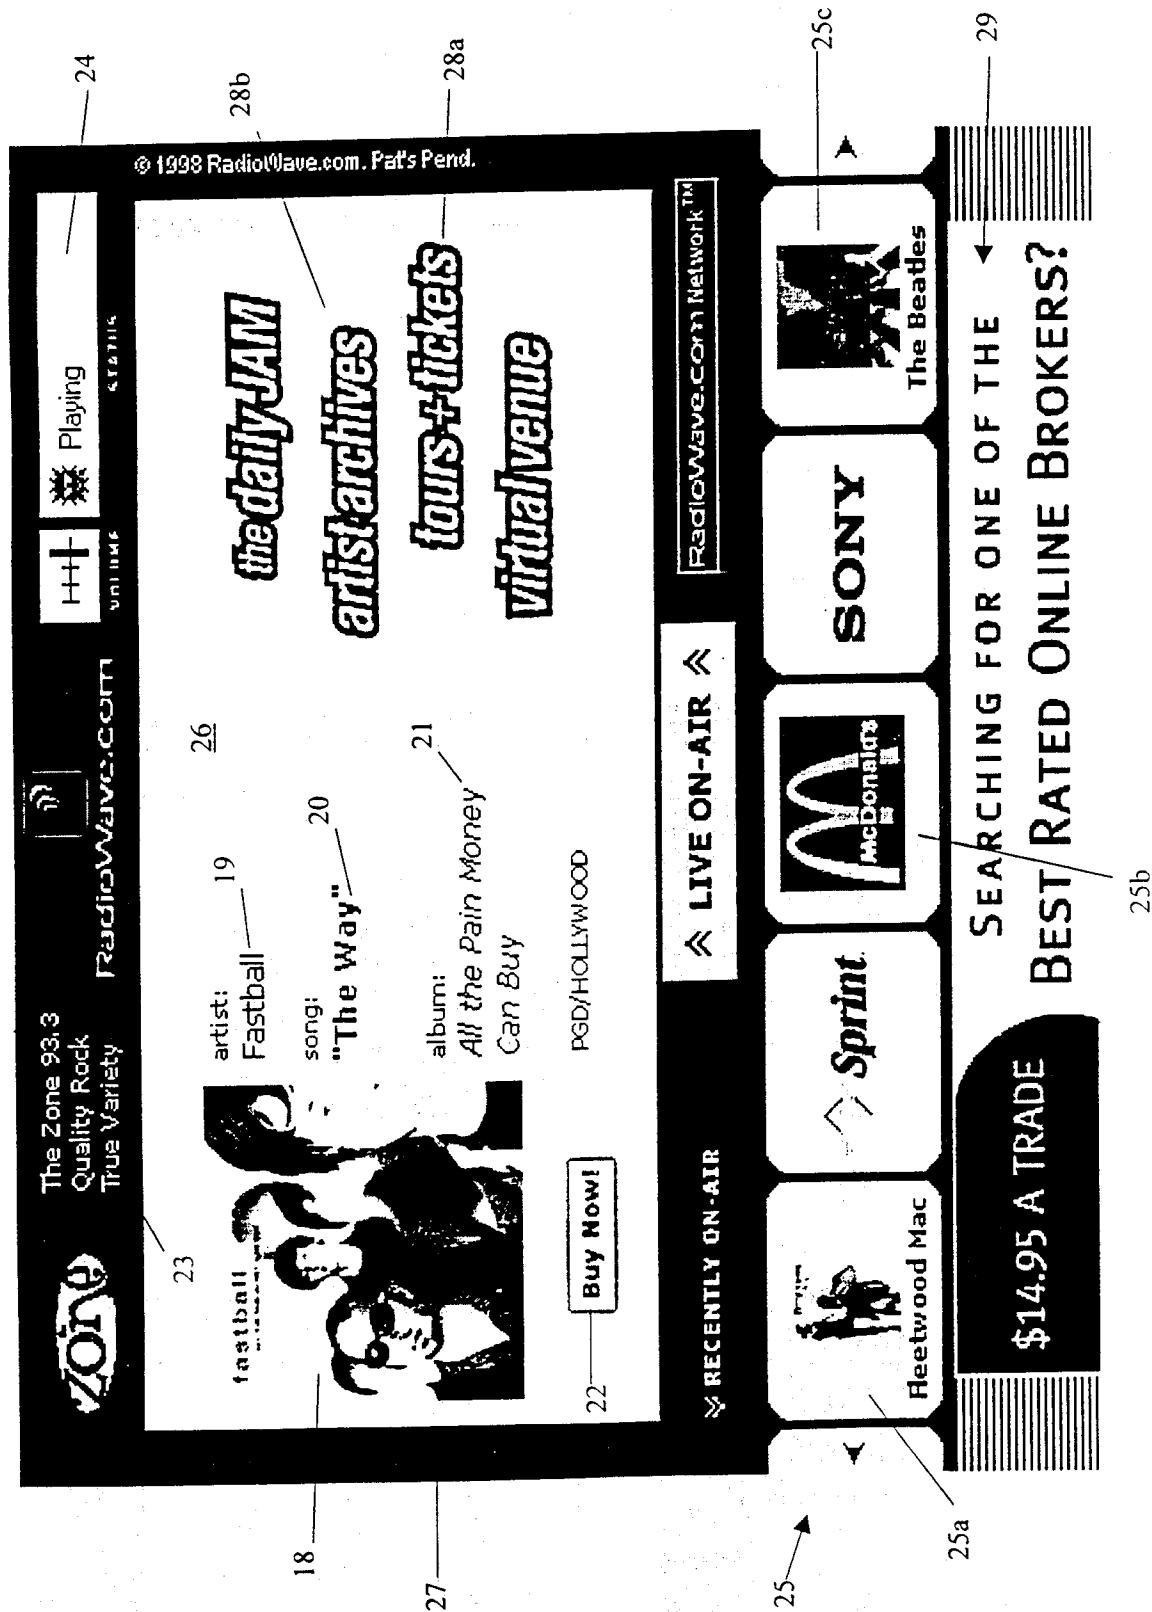 zone
The Zone 93.3
Quality Rock
True Variety
RadioWave.com
VOLUME
Playing
STATUS
24
© 1998 RadioWave.com. Pat's Pend.
28b
28a
23
18
fastball
artist:
Fastball
19
song:
"The Way"
20
album:
All the Pain Money
Can Buy
21
PGD/HOLLYWOOD
22
Buy Now!
26
the daily JAM
artist archives
tours + tickets
virtual venue
27
RECENTLY ON-AIR
LIVE ON-AIR
RadioWave.com Network™
25
25a
Fleetwood Mac
Sprint
McDonald's
25b
SONY
The Beatles
25c
$14.95 A TRADE
SEARCHING FOR ONE OF THE
BEST RATED ONLINE BROKERS?
29